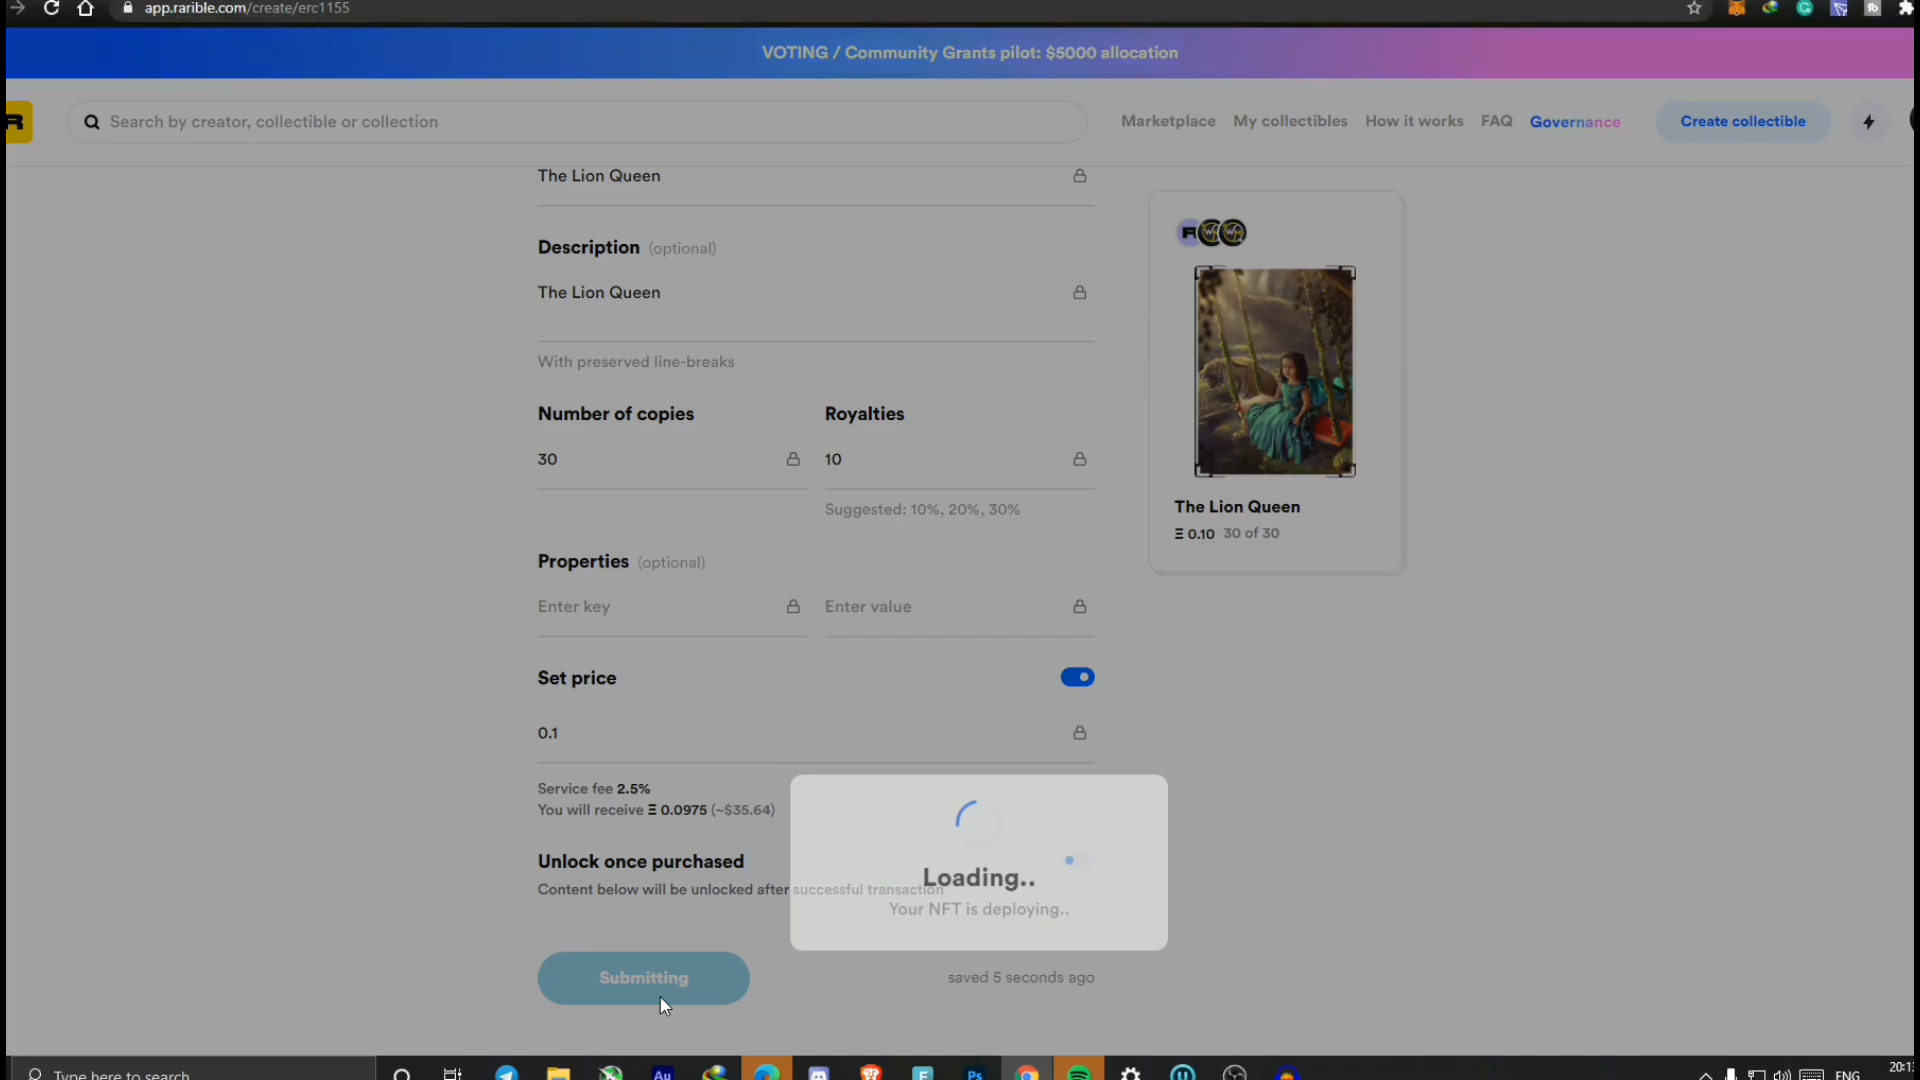 app.rarible.com/create/erc1155
VOTING / Community Grants pilot: $5000 allocation
R
Search by creator, collectible or collection
Marketplace
My collectibles
How it works
FAQ
Governance
Create collectible
The Lion Queen
Description (optional)
The Lion Queen
With preserved line-breaks
Number of copies
Royalties
30
10
Suggested: 10%, 20%, 30%
Properties (optional)
Enter key
Enter value
Set price
0.1
Service fee 2.5%
You will receive Ξ 0.0975 (~$35.64)
Unlock once purchased
Content below will be unlocked after successful transaction
Loading..
Your NFT is deploying..
Submitting
saved 5 seconds ago
The Lion Queen
Ξ 0.10 30 of 30
Type here to search
Au
Ps
ENG
20:1